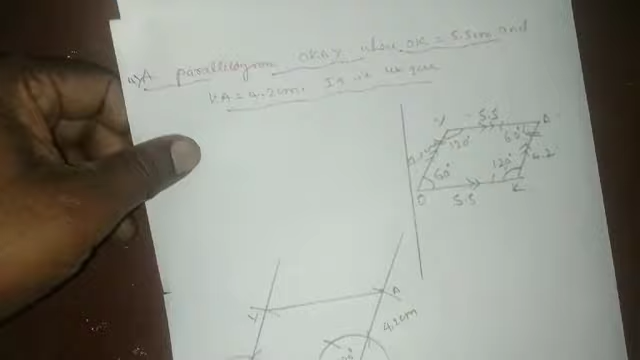 A parallelogram OKAY where OK = 5.5cm and
KA = 4.2cm. Is it unique
Y 5.5 A
120° 60°
4.2
60° 120°
O 5.5 K
Y A
4.2cm